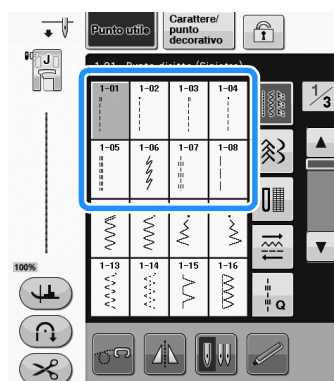 Punto utile
Carattere/
punto
decorativo
J
1-01 Punto diritto (Sinistra)
1/3
1-01 1-02 1-03 1-04
1-05 1-06 1-07 1-08
100%
1-13 1-14 1-15 1-16
Q